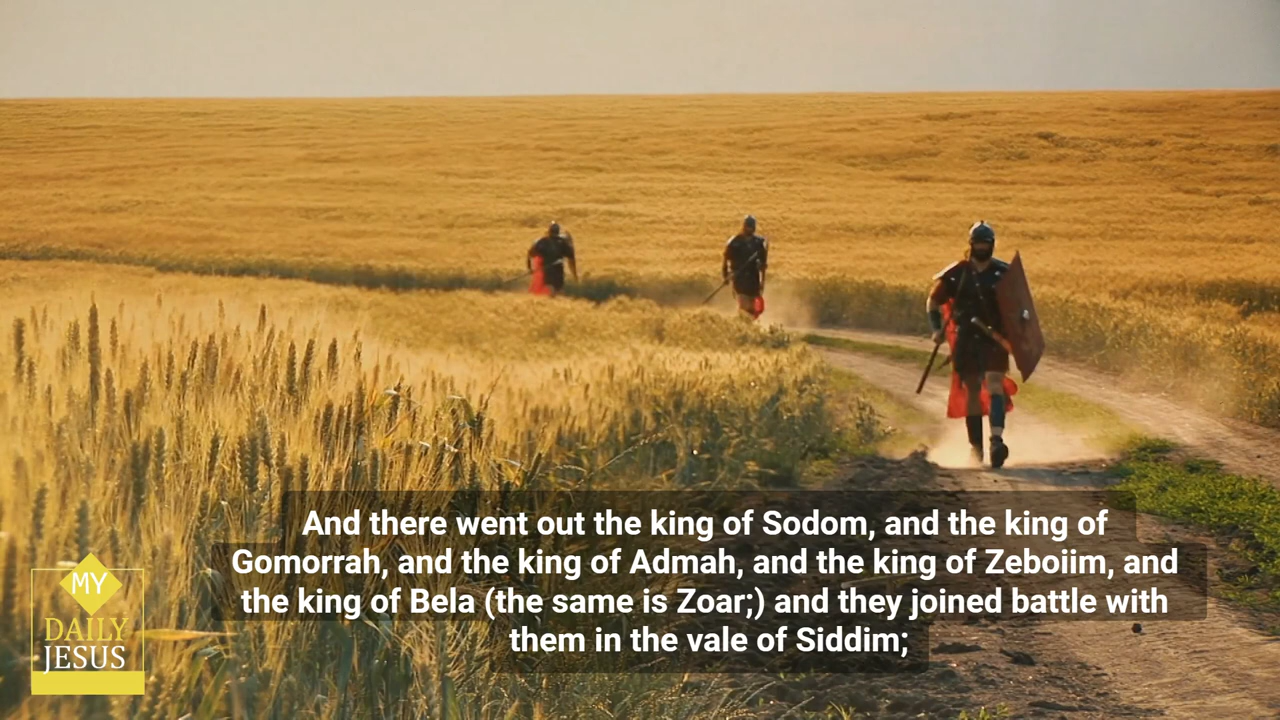 And there went out the king of Sodom, and the king of
Gomorrah, and the king of Admah, and the king of Zeboiim, and
the king of Bela (the same is Zoar;) and they joined battle with
them in the vale of Siddim;
MY
DAILY
JESUS